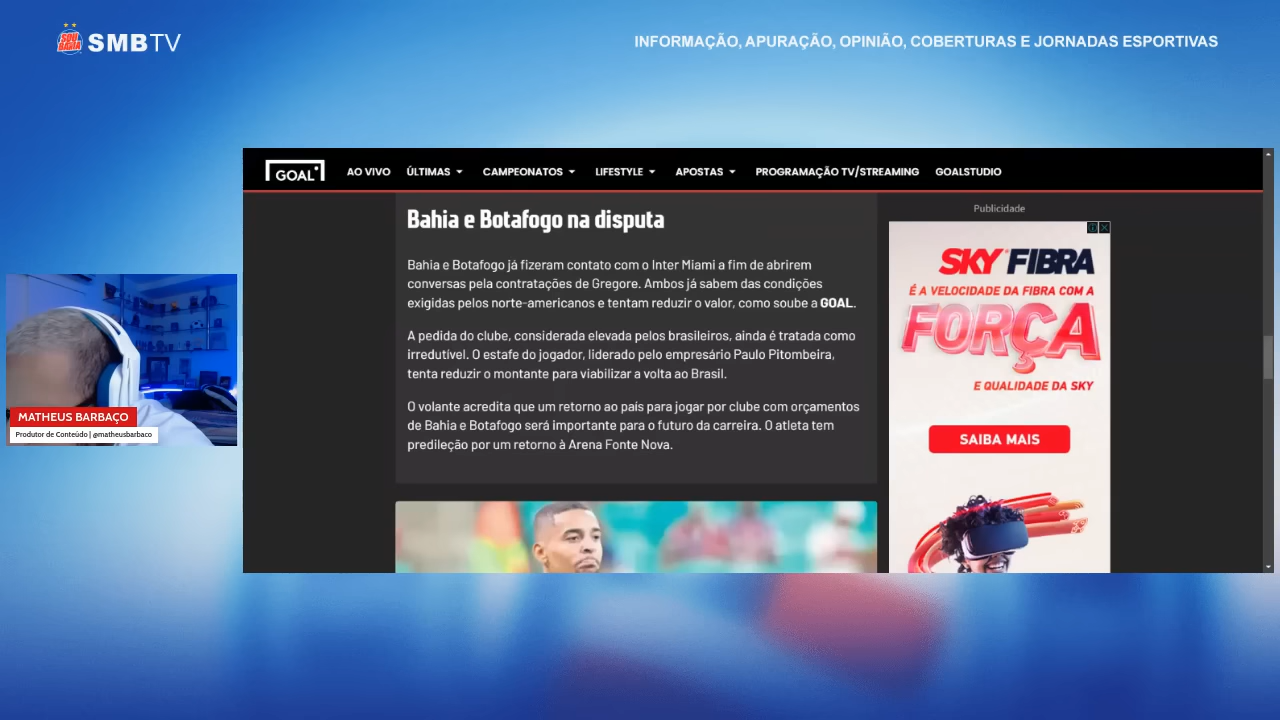 SOU
BAHIA
SMBTV
INFORMAÇÃO, APURAÇÃO, OPINIÃO, COBERTURAS E JORNADAS ESPORTIVAS
GOAL
AO VIVO
ÚLTIMAS
CAMPEONATOS
LIFESTYLE
APOSTAS
PROGRAMAÇÃO TV/STREAMING
GOALSTUDIO
Bahia e Botafogo na disputa
Bahia e Botafogo já fizeram contato com o Inter Miami a fim de abrirem
conversas pela contratações de Gregore. Ambos já sabem das condições
exigidas pelos norte-americanos e tentam reduzir o valor, como soube a GOAL.
A pedida do clube, considerada elevada pelos brasileiros, ainda é tratada como
irredutível. O estafe do jogador, liderado pelo empresário Paulo Pitombeira,
tenta reduzir o montante para viabilizar a volta ao Brasil.
O volante acredita que um retorno ao país para jogar por clube com orçamentos
de Bahia e Botafogo será importante para o futuro da carreira. O atleta tem
predileção por um retorno à Arena Fonte Nova.
Publicidade
SKY FIBRA
É A VELOCIDADE DA FIBRA COM A
FORÇA
E QUALIDADE DA SKY
SAIBA MAIS
MATHEUS BARBAÇO
Produtor de Conteúdo | @matheusbarbaco